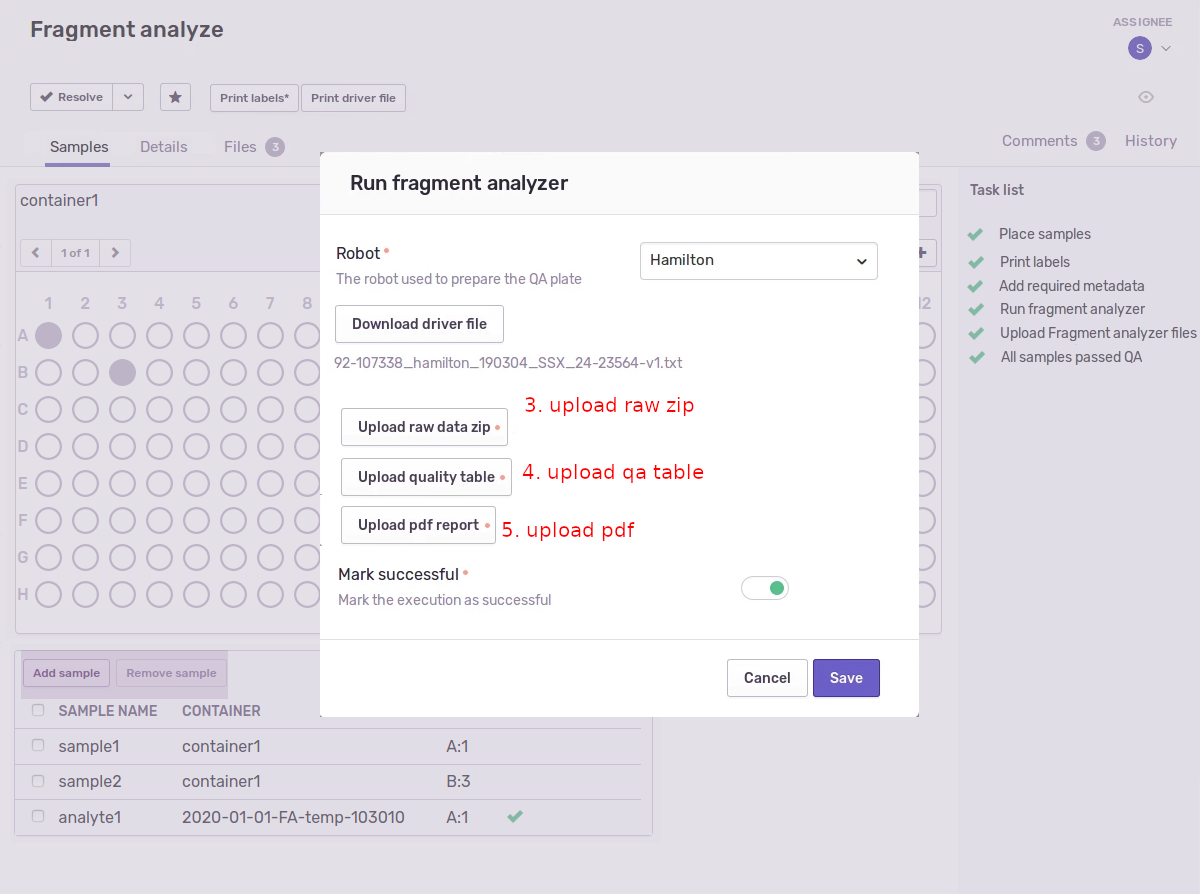 Fragment analyze
ASSIGNEE
S
Resolve
Print labels*
Print driver file
Samples
Details
Files 3
Comments 3
History
container1
1 of 1
1 2 3 4 5 6 7 8
12
A
B
C
D
E
F
G
H
Run fragment analyzer
Robot *
The robot used to prepare the QA plate
Hamilton
Download driver file
92-107338_hamilton_190304_SSX_24-23564-v1.txt
3. upload raw zip
Upload raw data zip *
4. upload qa table
Upload quality table *
Upload pdf report *
5. upload pdf
Mark successful *
Mark the execution as successful
Cancel
Save
Task list
Place samples
Print labels
Add required metadata
Run fragment analyzer
Upload Fragment analyzer files
All samples passed QA
Add sample
Remove sample
SAMPLE NAME CONTAINER
sample1 container1 A:1
sample2 container1 B:3
analyte1 2020-01-01-FA-temp-103010 A:1